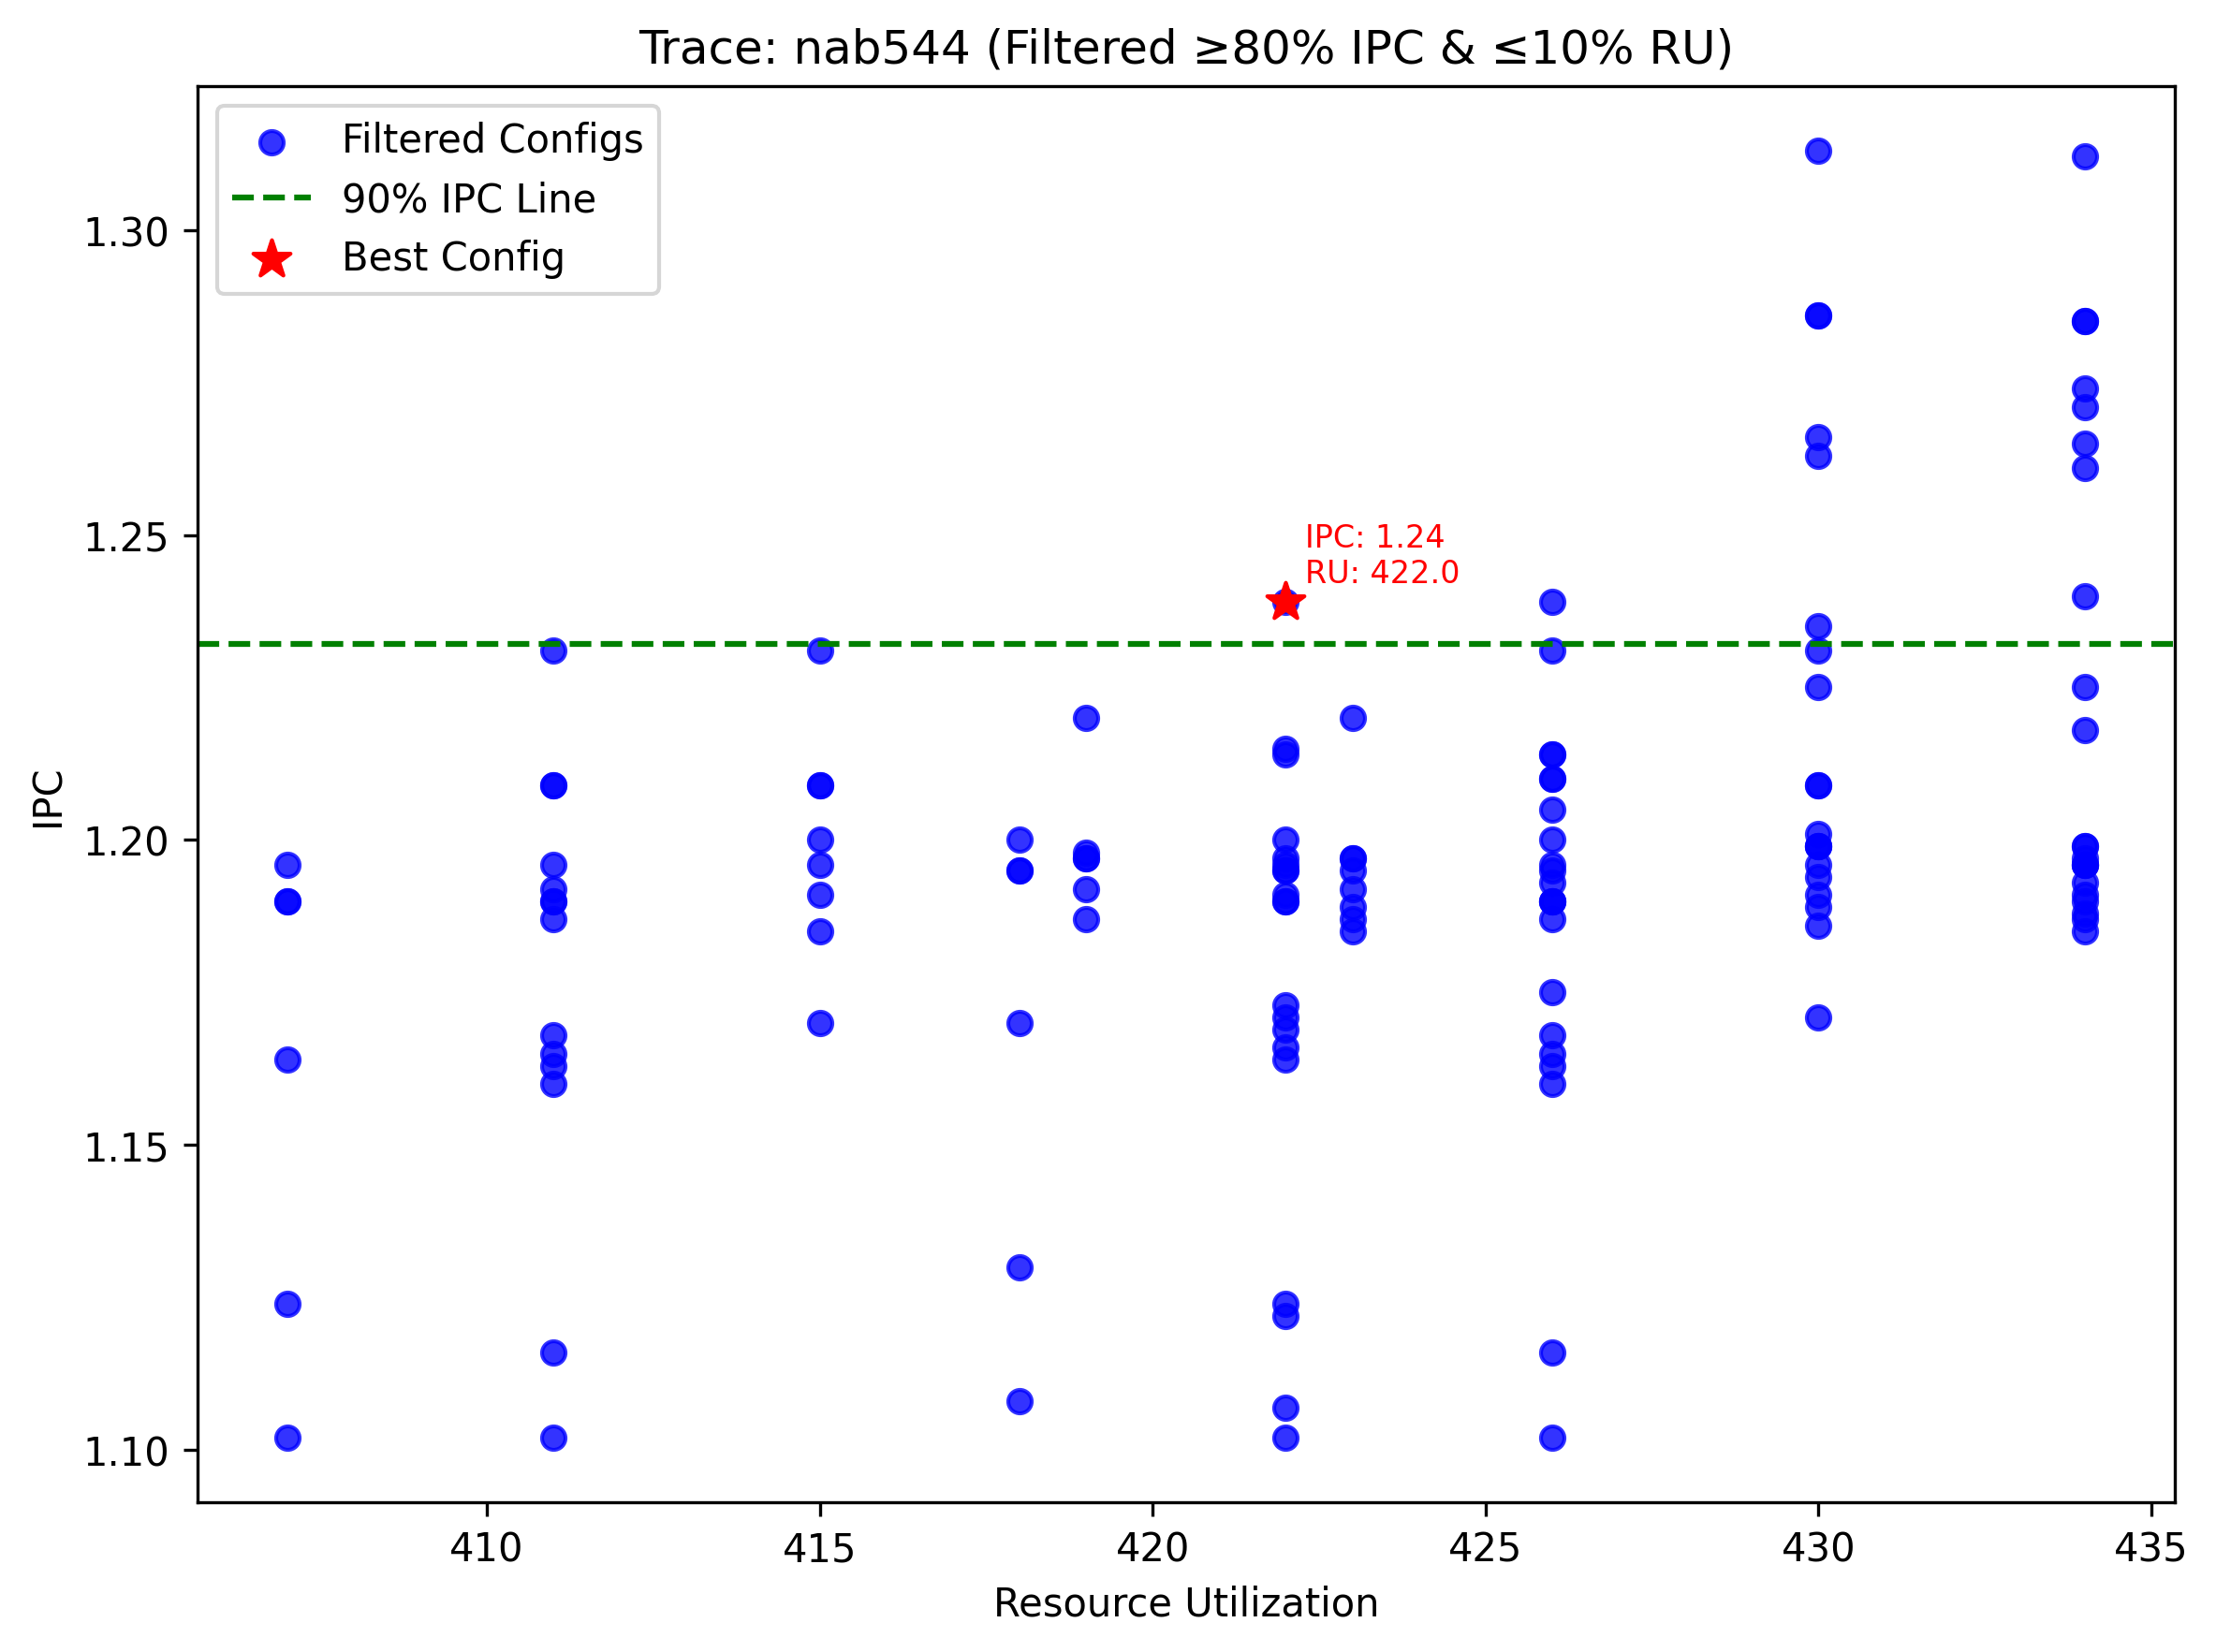 Trace: nab544 (Filtered ≥80% IPC & ≤10% RU)
Filtered Configs
90% IPC Line
Best Config
1.30
1.25
1.20
1.15
1.10
IPC
IPC: 1.24
RU: 422.0
410
415
420
425
430
435
Resource Utilization